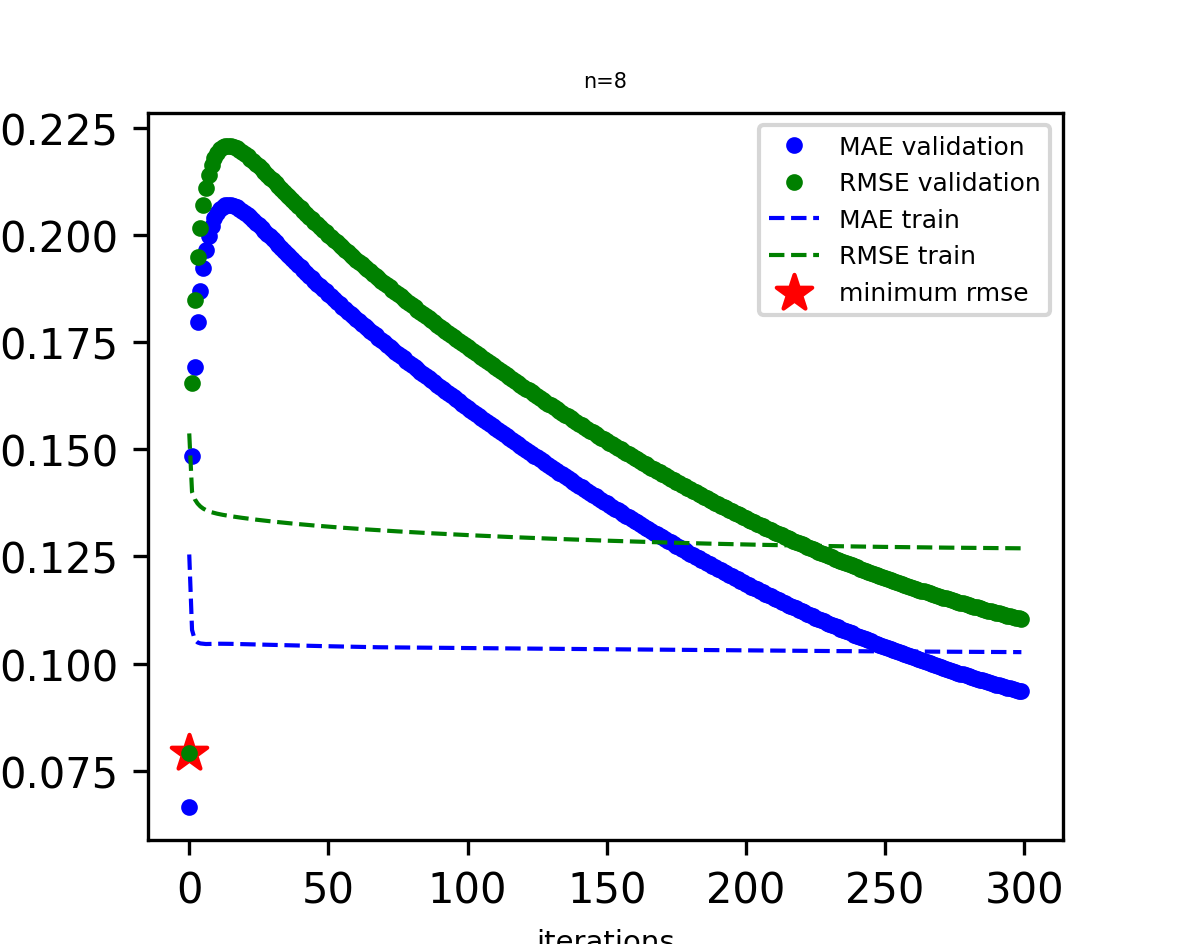 n=8
0.225
0.200
0.175
0.150
0.125
0.100
0.075
MAE validation
RMSE validation
MAE train
RMSE train
minimum rmse
0 50 100 150 200 250 300
iterations